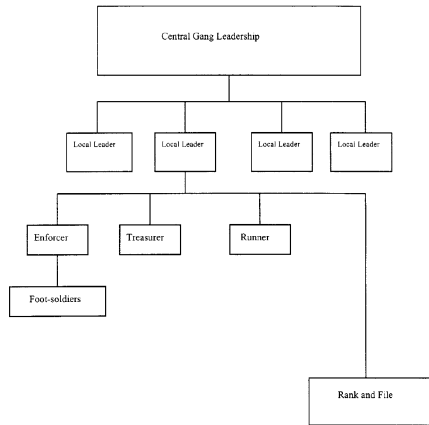 Central Gang Leadership
Local Leader
Local Leader
Local Leader
Local Leader
Enforcer
Treasurer
Runner
Foot-soldiers
Rank and File